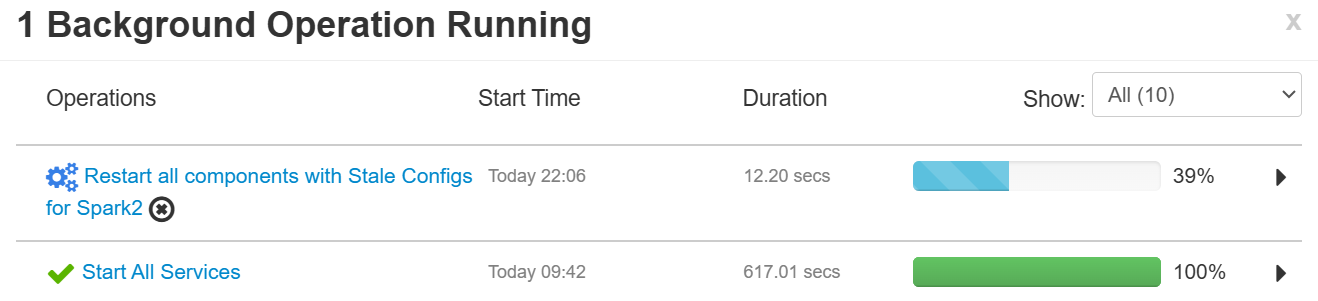 1 Background Operation Running x
Operations Start Time Duration Show: All (10)
Restart all components with Stale Configs Today 22:06 12.20 secs 39%
for Spark2
Start All Services Today 09:42 617.01 secs 100%